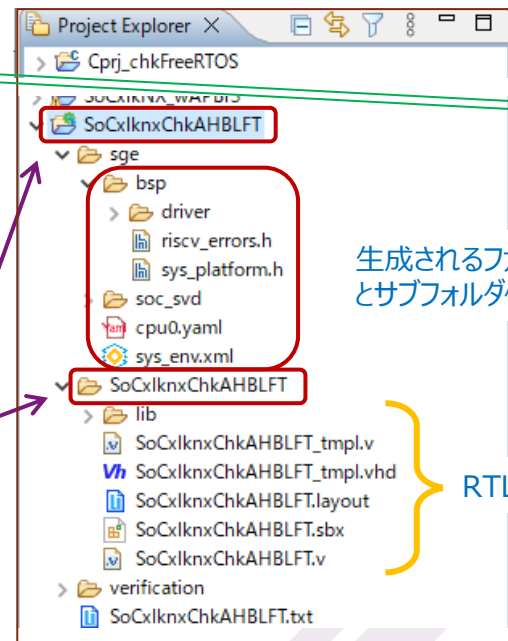 Project Explorer
Cprj_chkFreeRTOS
SoCxIknxChkAHBLFT
sge
bsp
driver
riscv_errors.h
sys_platform.h
soc_svd
cpu0.yaml
sys_env.xml
SoCxIknxChkAHBLFT
lib
SoCxIknxChkAHBLFT_tmpl.v
SoCxIknxChkAHBLFT_tmpl.vhd
SoCxIknxChkAHBLFT.layout
SoCxIknxChkAHBLFT.sbx
SoCxIknxChkAHBLFT.v
verification
SoCxIknxChkAHBLFT.txt
生成されるフ
とサブフォルダ
RTL